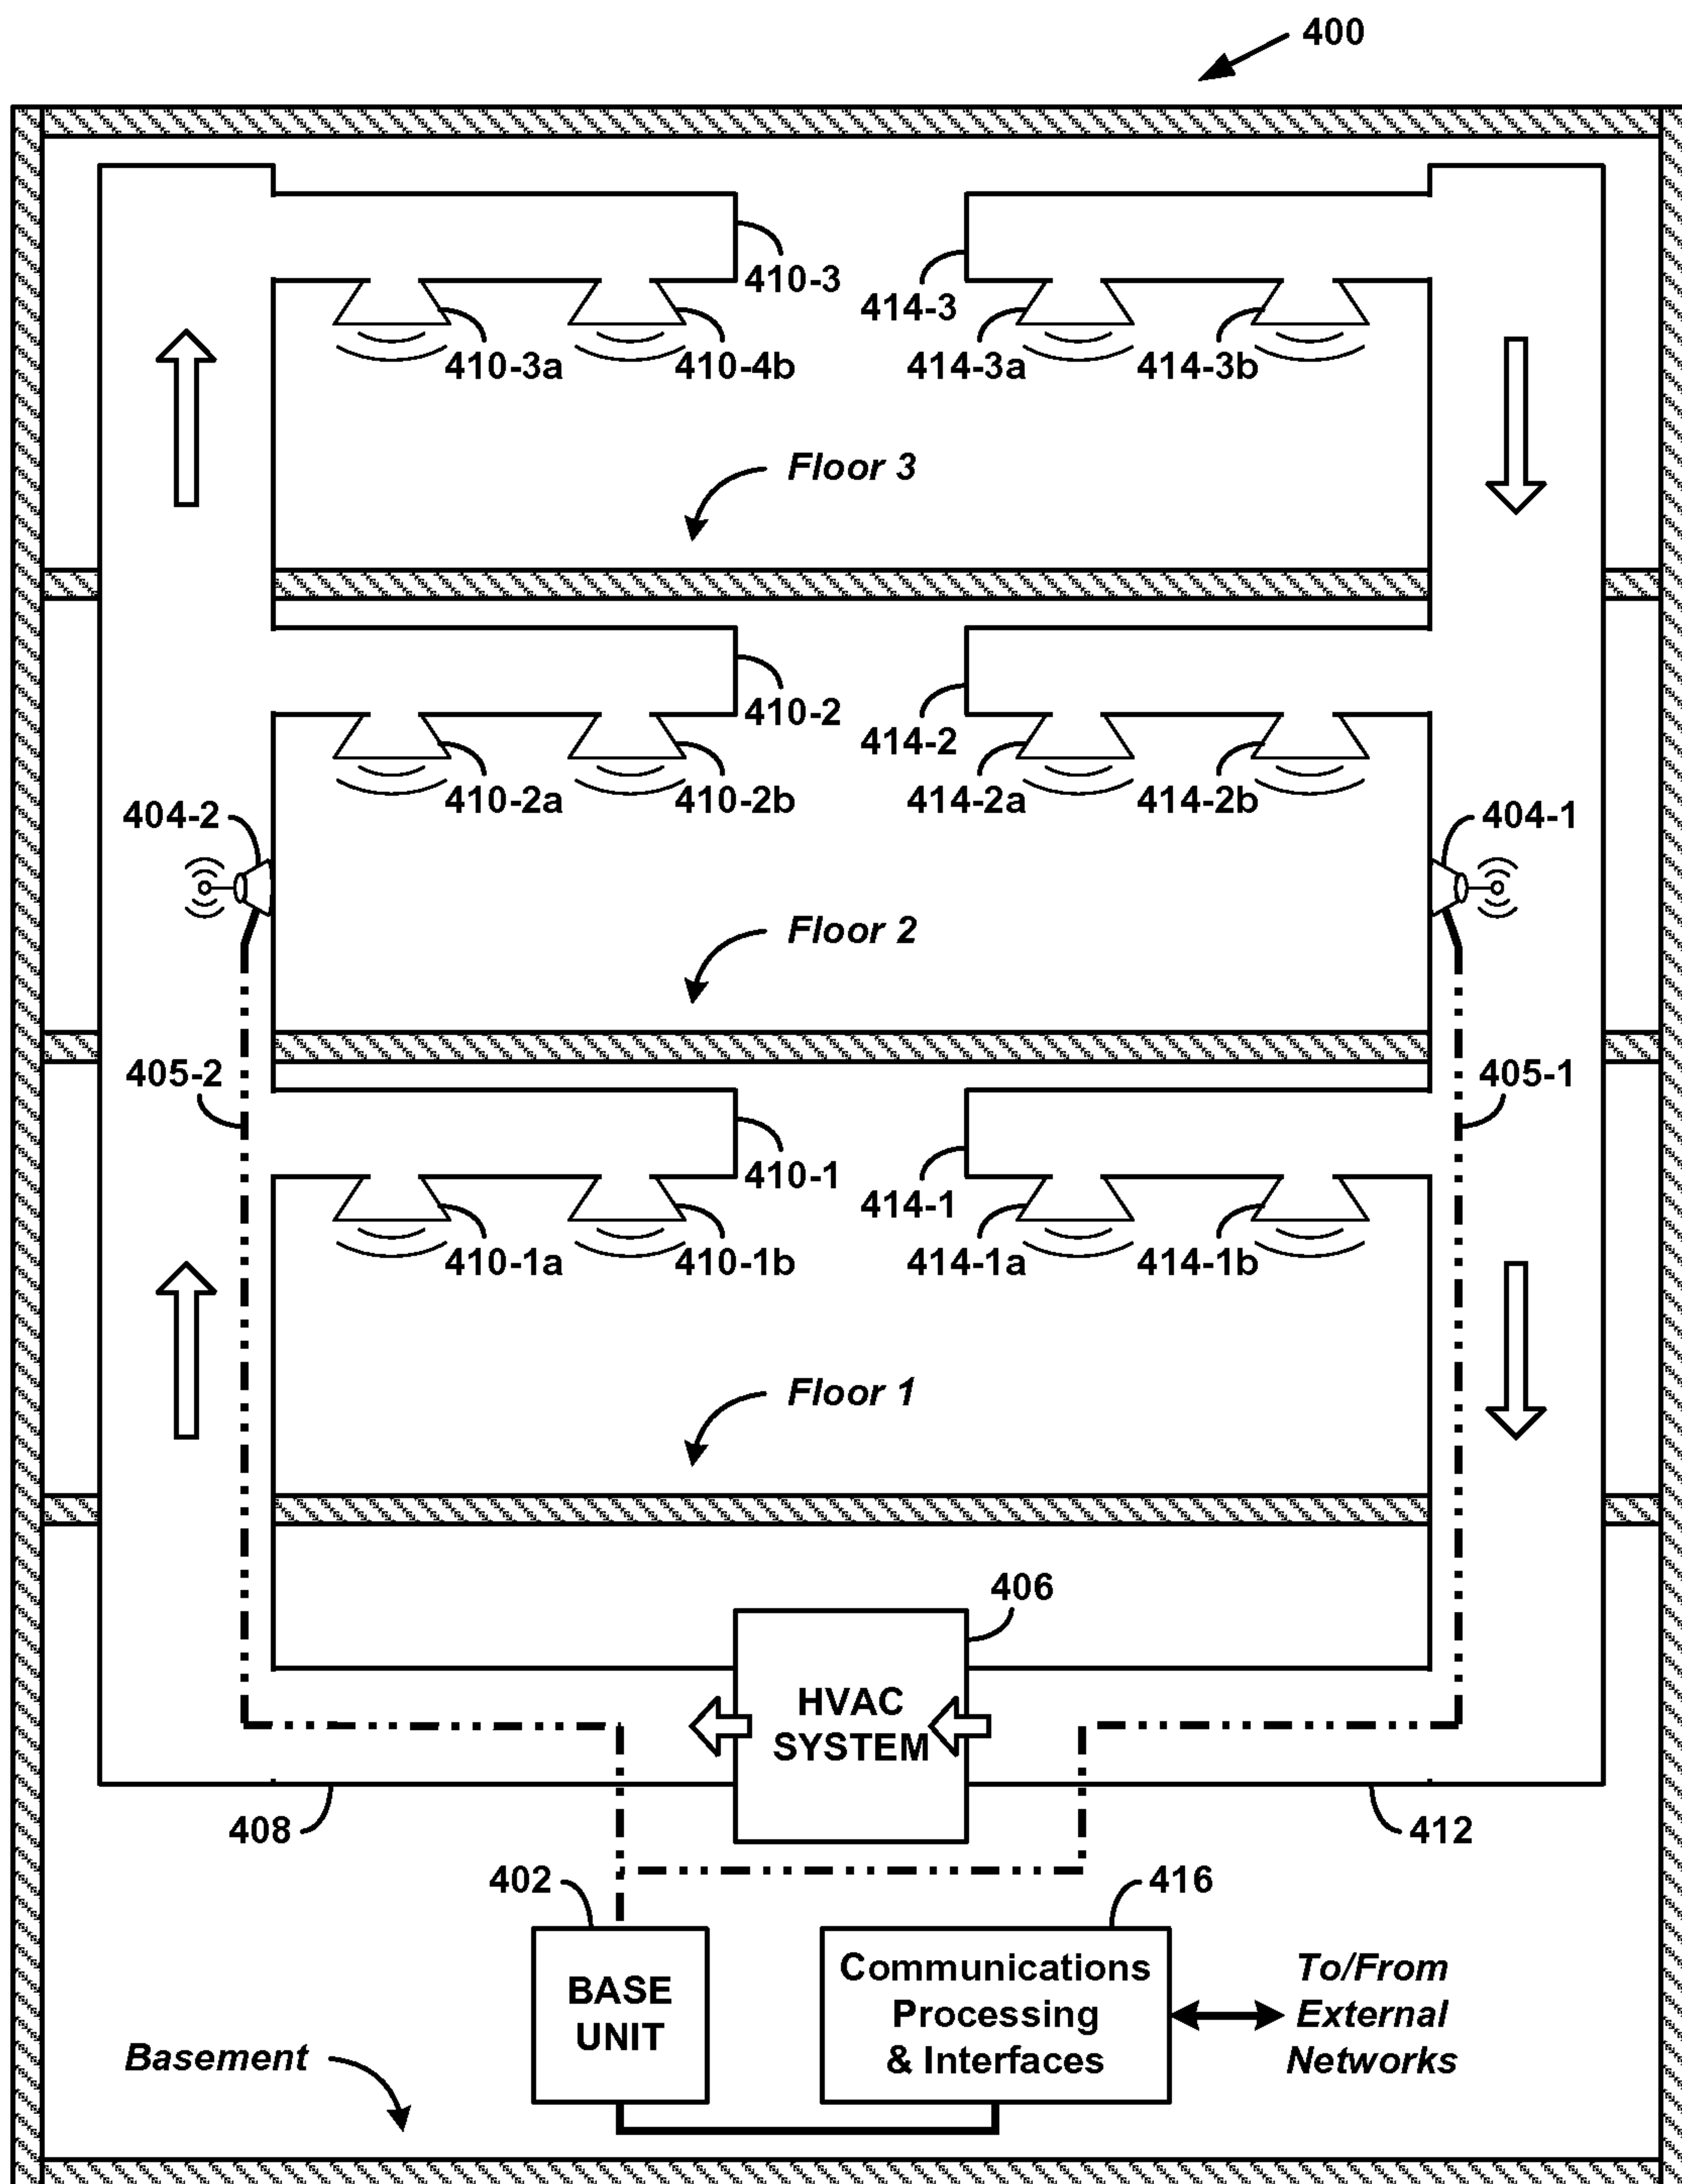 400
410-3
414-3
410-3a
410-4b
414-3a
414-3b
Floor 3
410-2
414-2
410-2a
410-2b
414-2a
414-2b
404-2
404-1
Floor 2
405-2
405-1
410-1
414-1
410-1a
410-1b
414-1a
414-1b
Floor 1
406
HVAC
SYSTEM
408
412
402
416
BASE
UNIT
Communications
Processing
& Interfaces
To/From
External
Networks
Basement